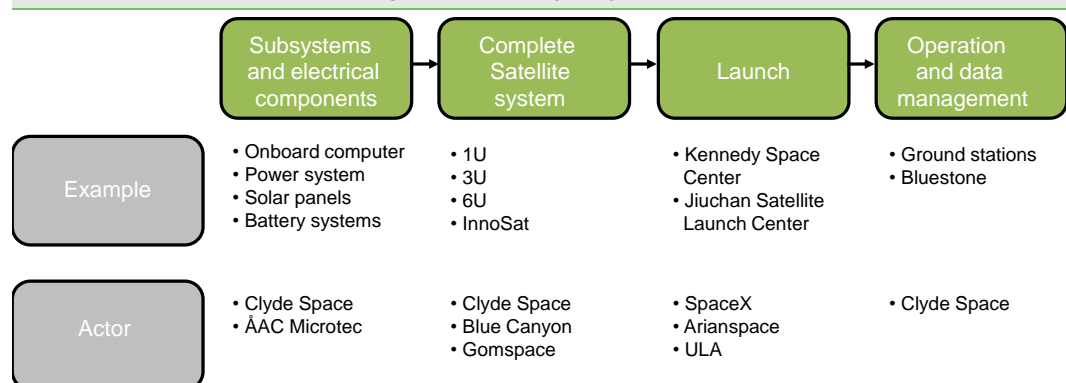 Subsystems
and electrical
components
Complete
Satellite
system
Launch
Operation
and data
management
Example
• Onboard computer
• Power system
• Solar panels
• Battery systems
• 1U
• 3U
• 6U
• InnoSat
• Kennedy Space
Center
• Jiuchan Satellite
Launch Center
• Ground stations
• Bluestone
Actor
• Clyde Space
• ÅAC Microtec
• Clyde Space
• Blue Canyon
• Gomspace
• SpaceX
• Arianspace
• ULA
• Clyde Space